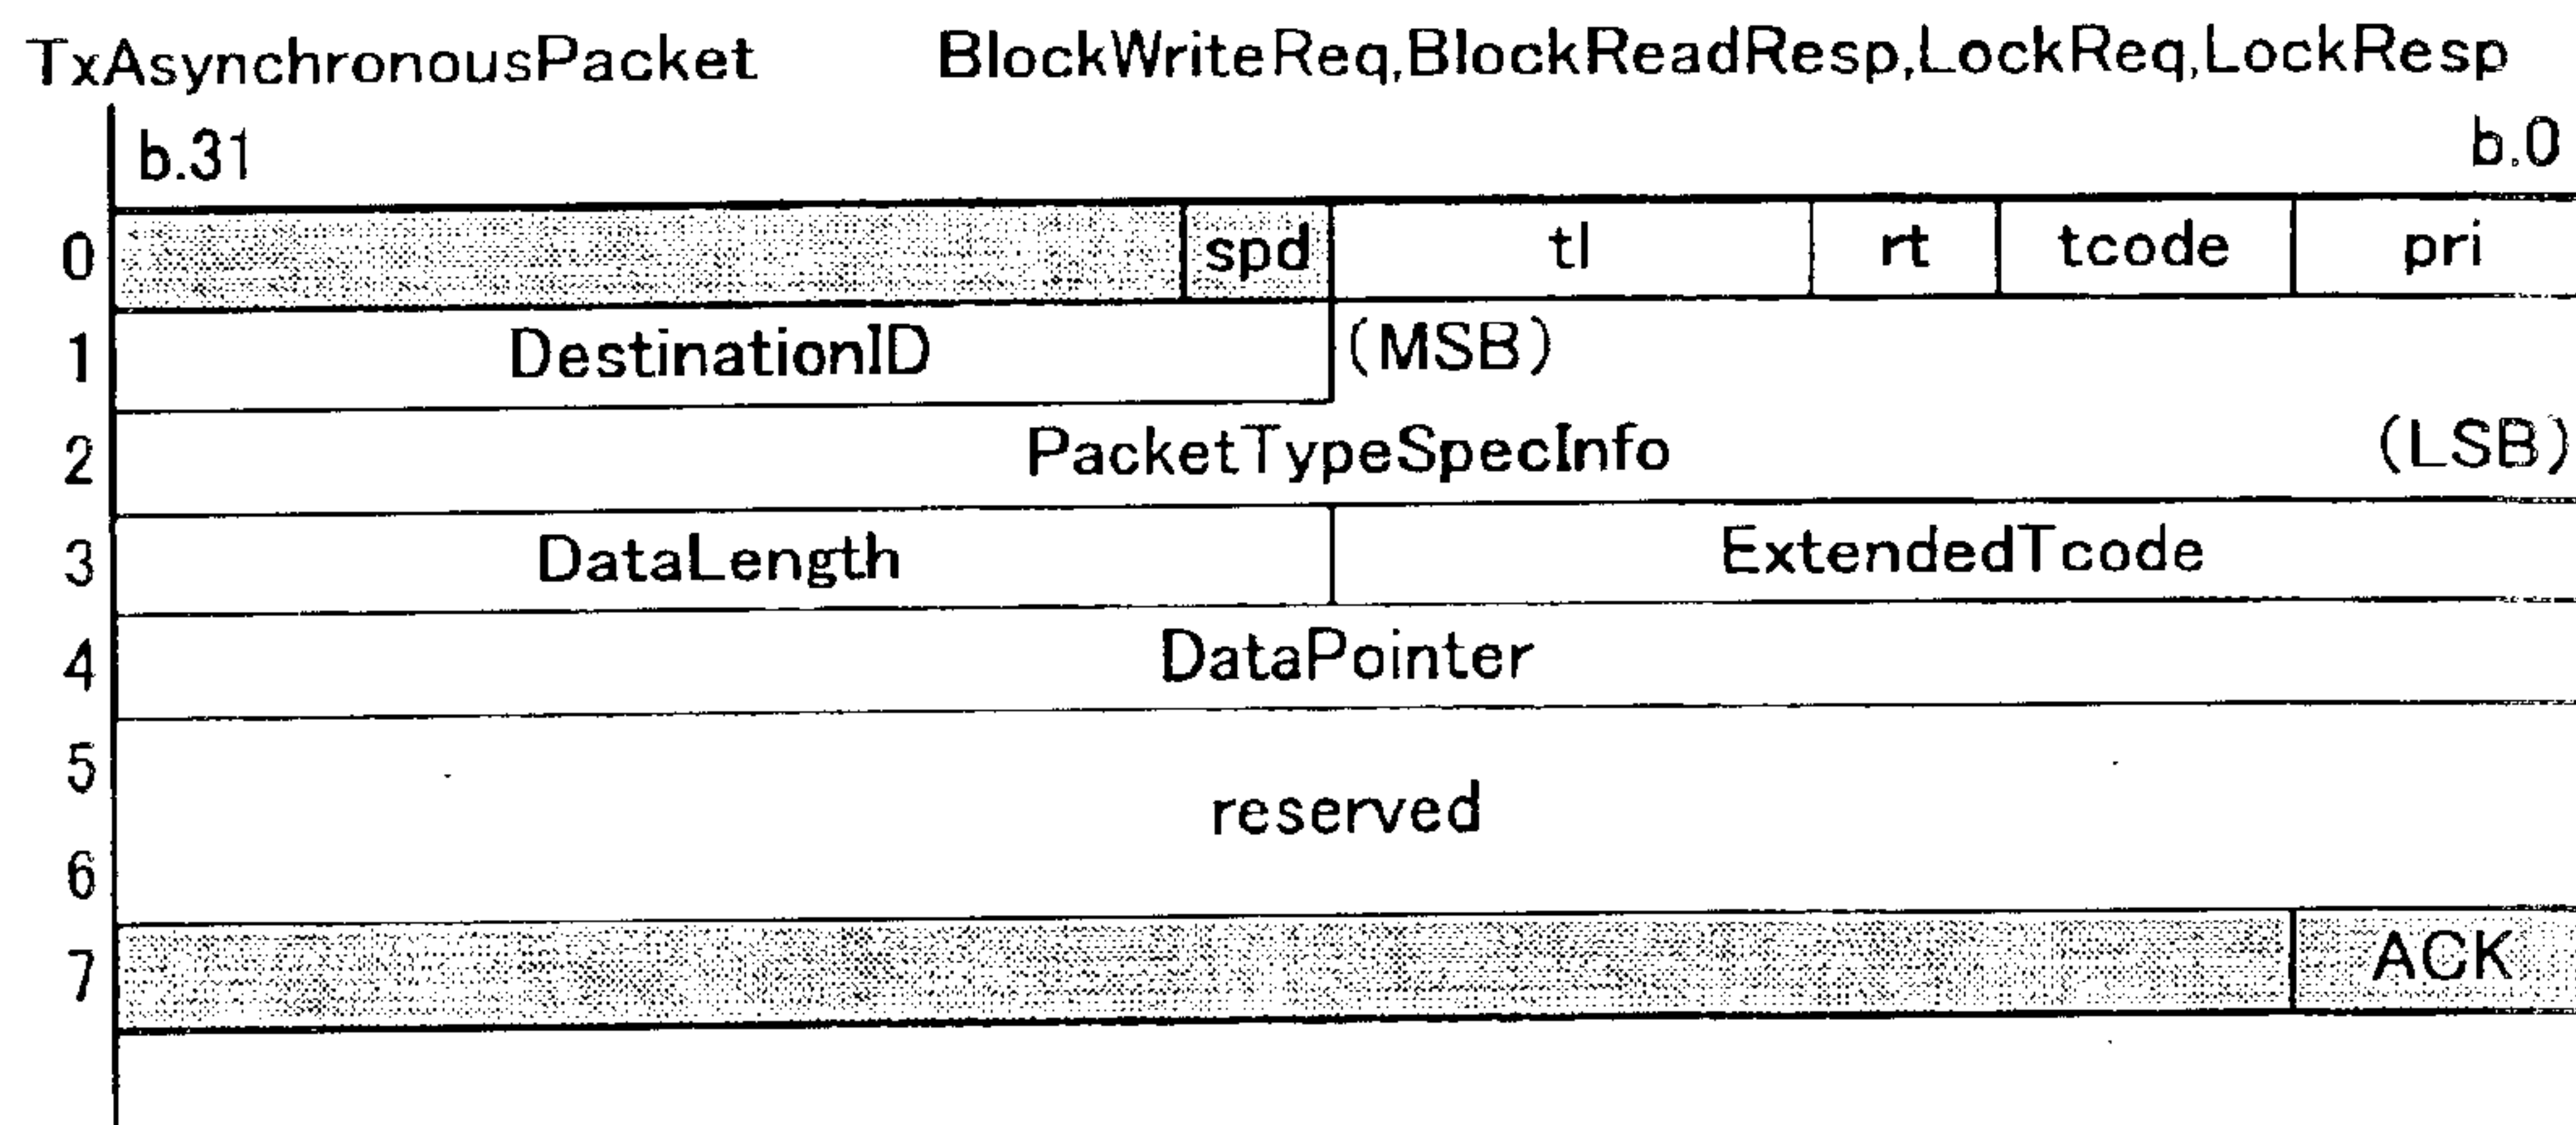 TxAsynchronousPacket BlockWriteReq,BlockReadResp,LockReq,LockResp
b.31 b.0
0 spd tl rt tcode pri
1 DestinationID (MSB)
2 PacketTypeSpecInfo (LSB)
3 DataLength ExtendedTcode
4 DataPointer
5
reserved
6
7 ACK